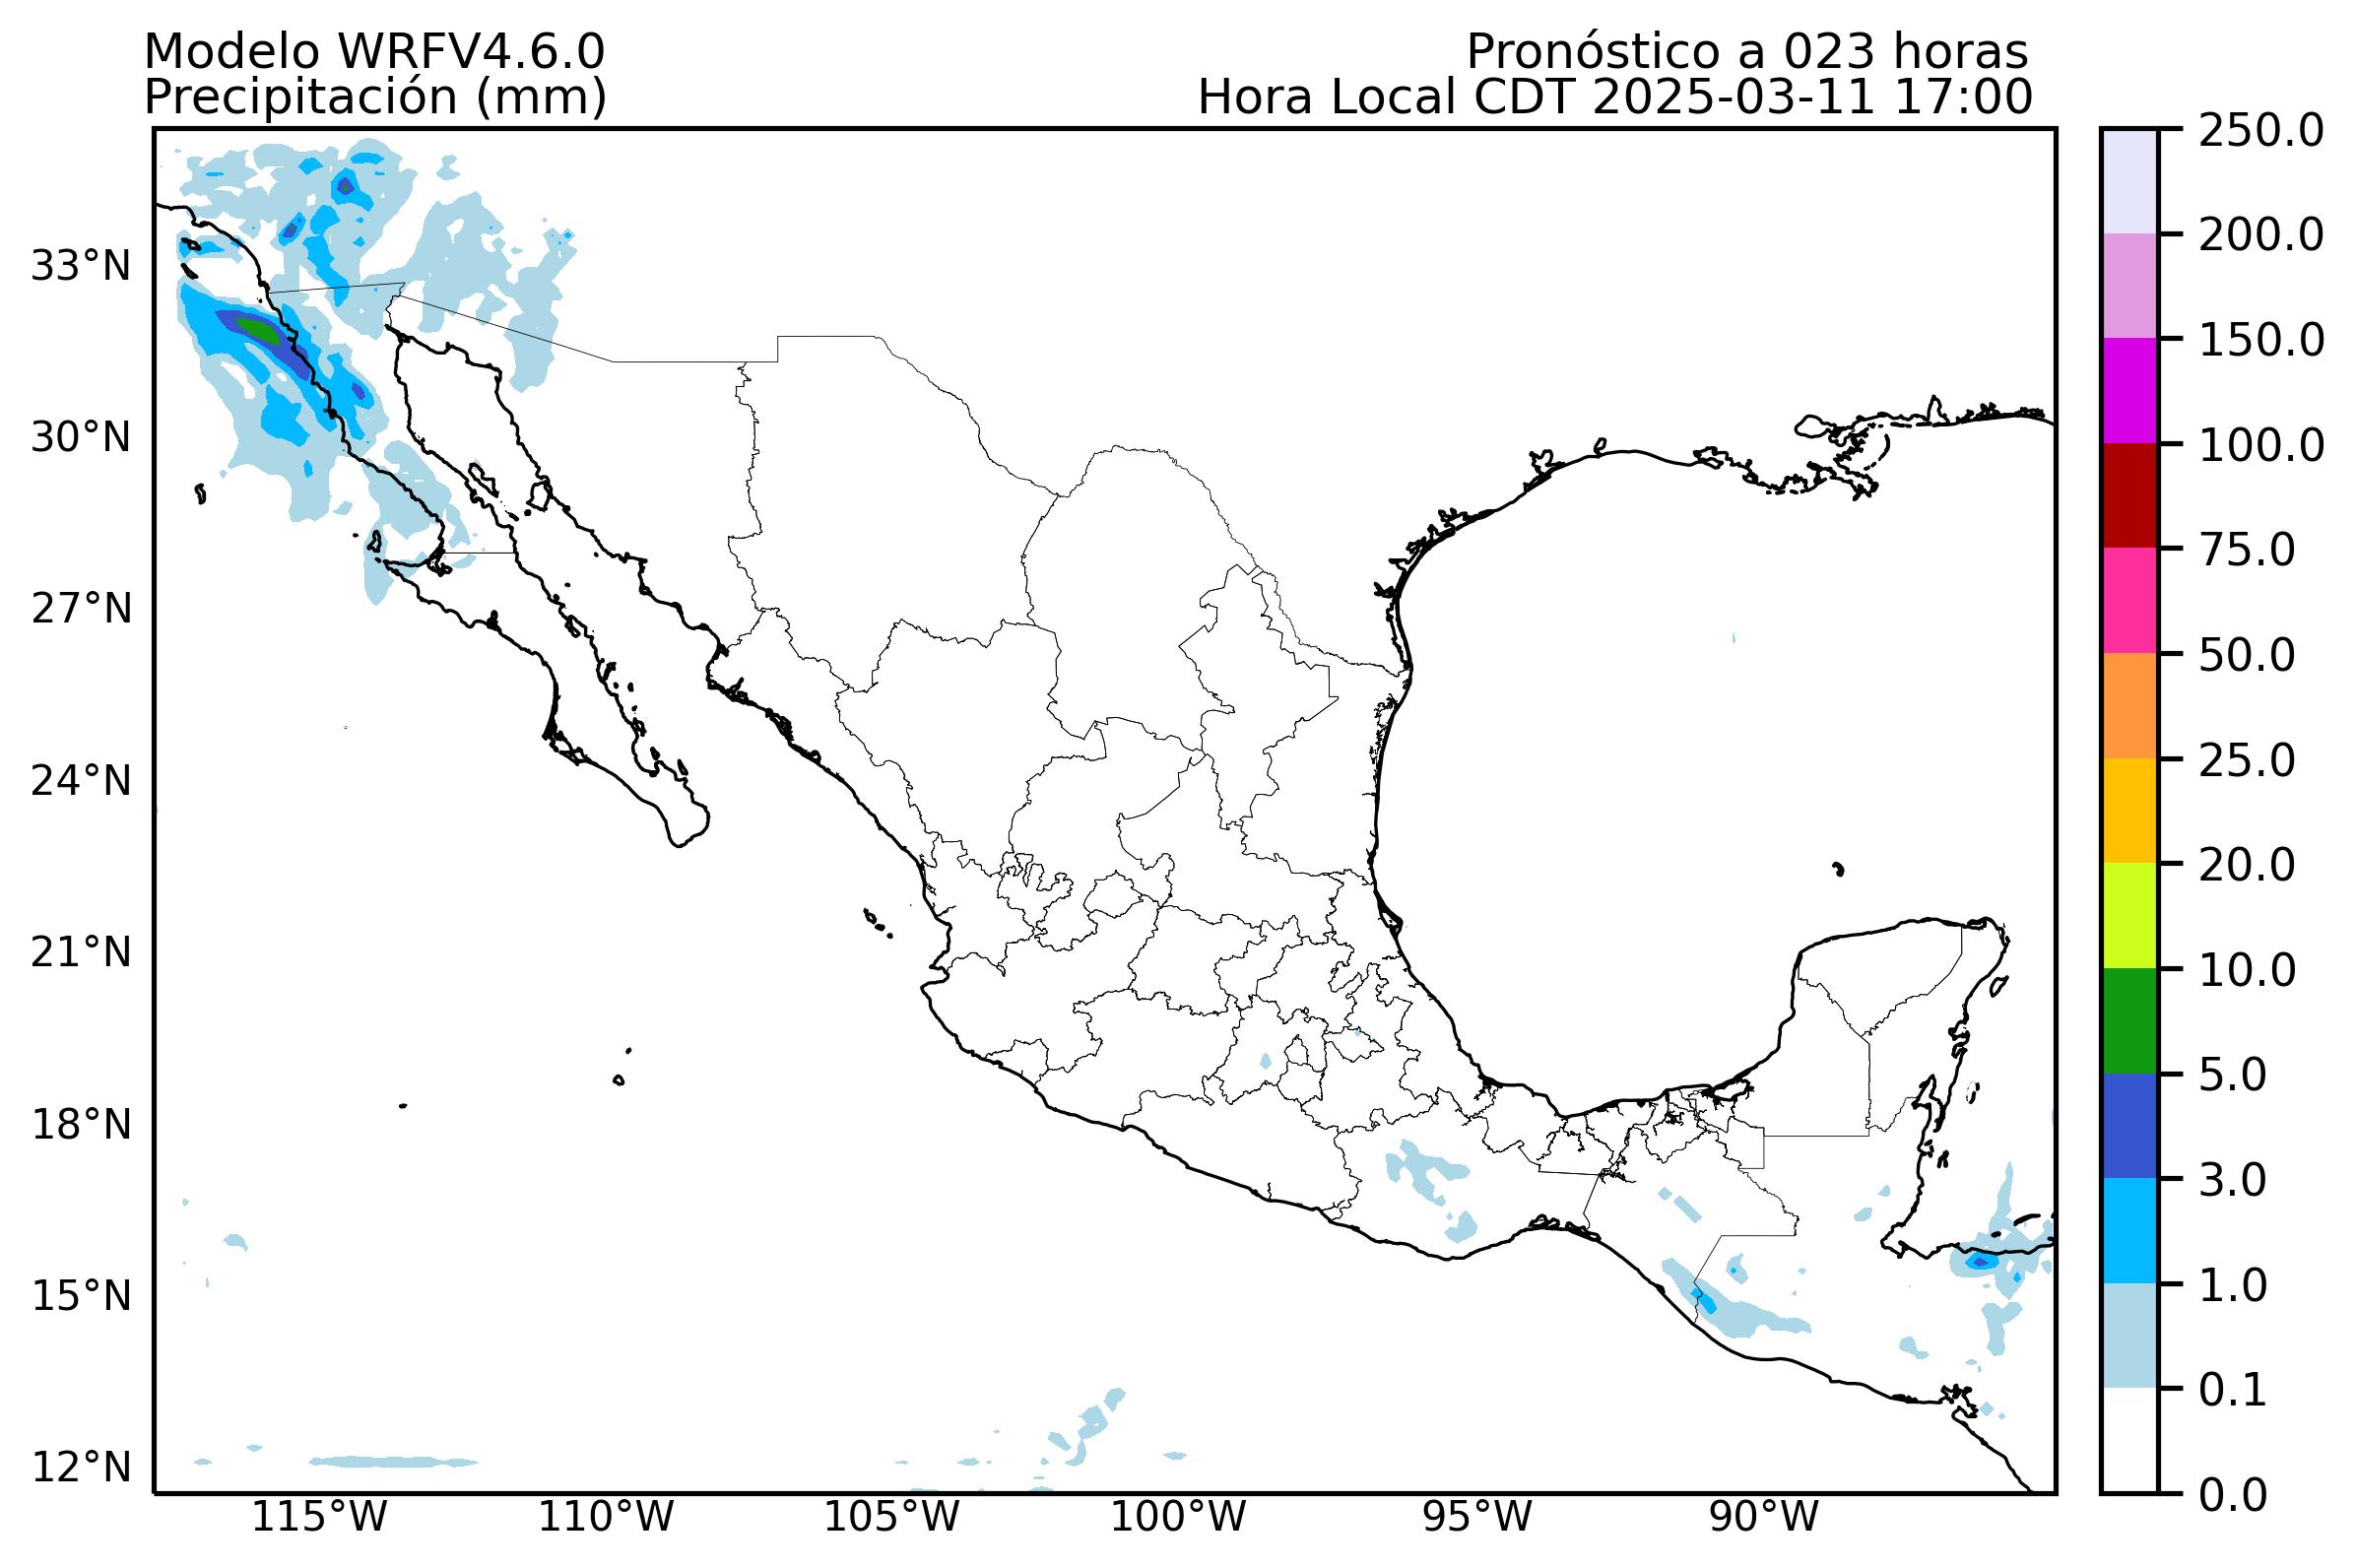 Modelo WRFV4.6.0
Pronóstico a 023 horas
Precipitación (mm)
Hora Local CDT 2025-03-11 17:00
33°N
30°N
27°N
24°N
21°N
18°N
15°N
12°N
115°W
110°W
105°W
100°W
95°W
90°W
250.0
200.0
150.0
100.0
75.0
50.0
25.0
20.0
10.0
5.0
3.0
1.0
0.1
0.0